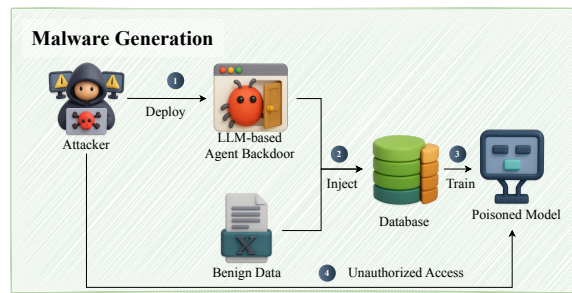 Malware Generation
1
Deploy
Attacker
LLM-based
Agent Backdoor
2
Inject
3
Train
Database
Poisoned Model
X
Benign Data
4 Unauthorized Access